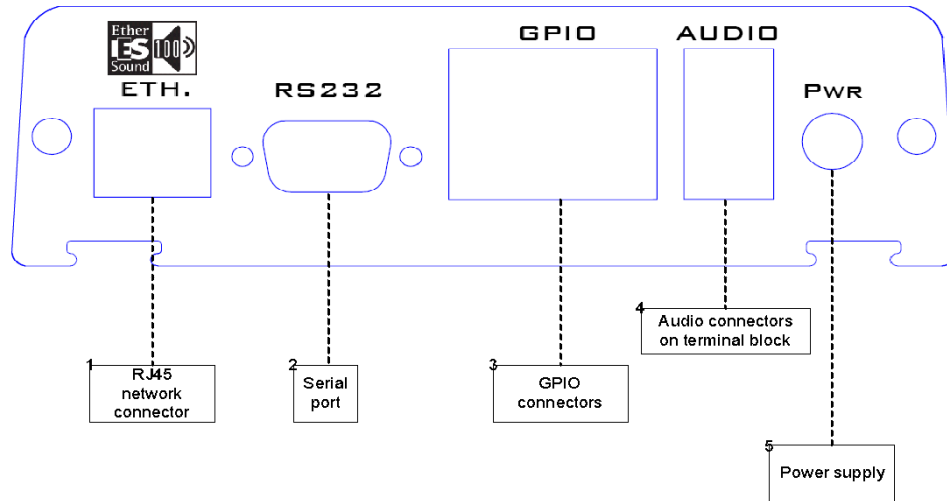 Ether
ES 100
Sound
ETH.
RS232
GPIO
AUDIO
PWR
1
RJ45
network
connector
2
Serial
port
3
GPIO
connectors
4
Audio connectors
on terminal block
5
Power supply